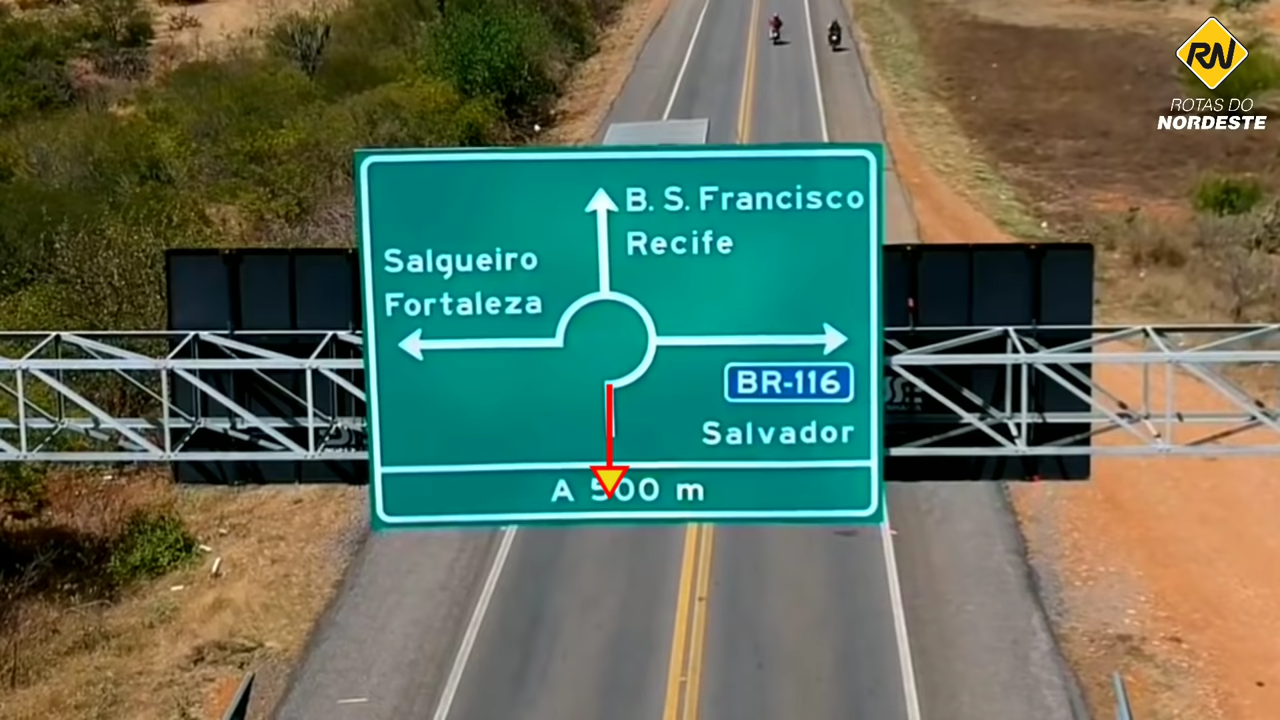 RN
ROTAS DO
NORDESTE
B. S. Francisco
Recife
Salgueiro
Fortaleza
BR-116
Salvador
A 500 m